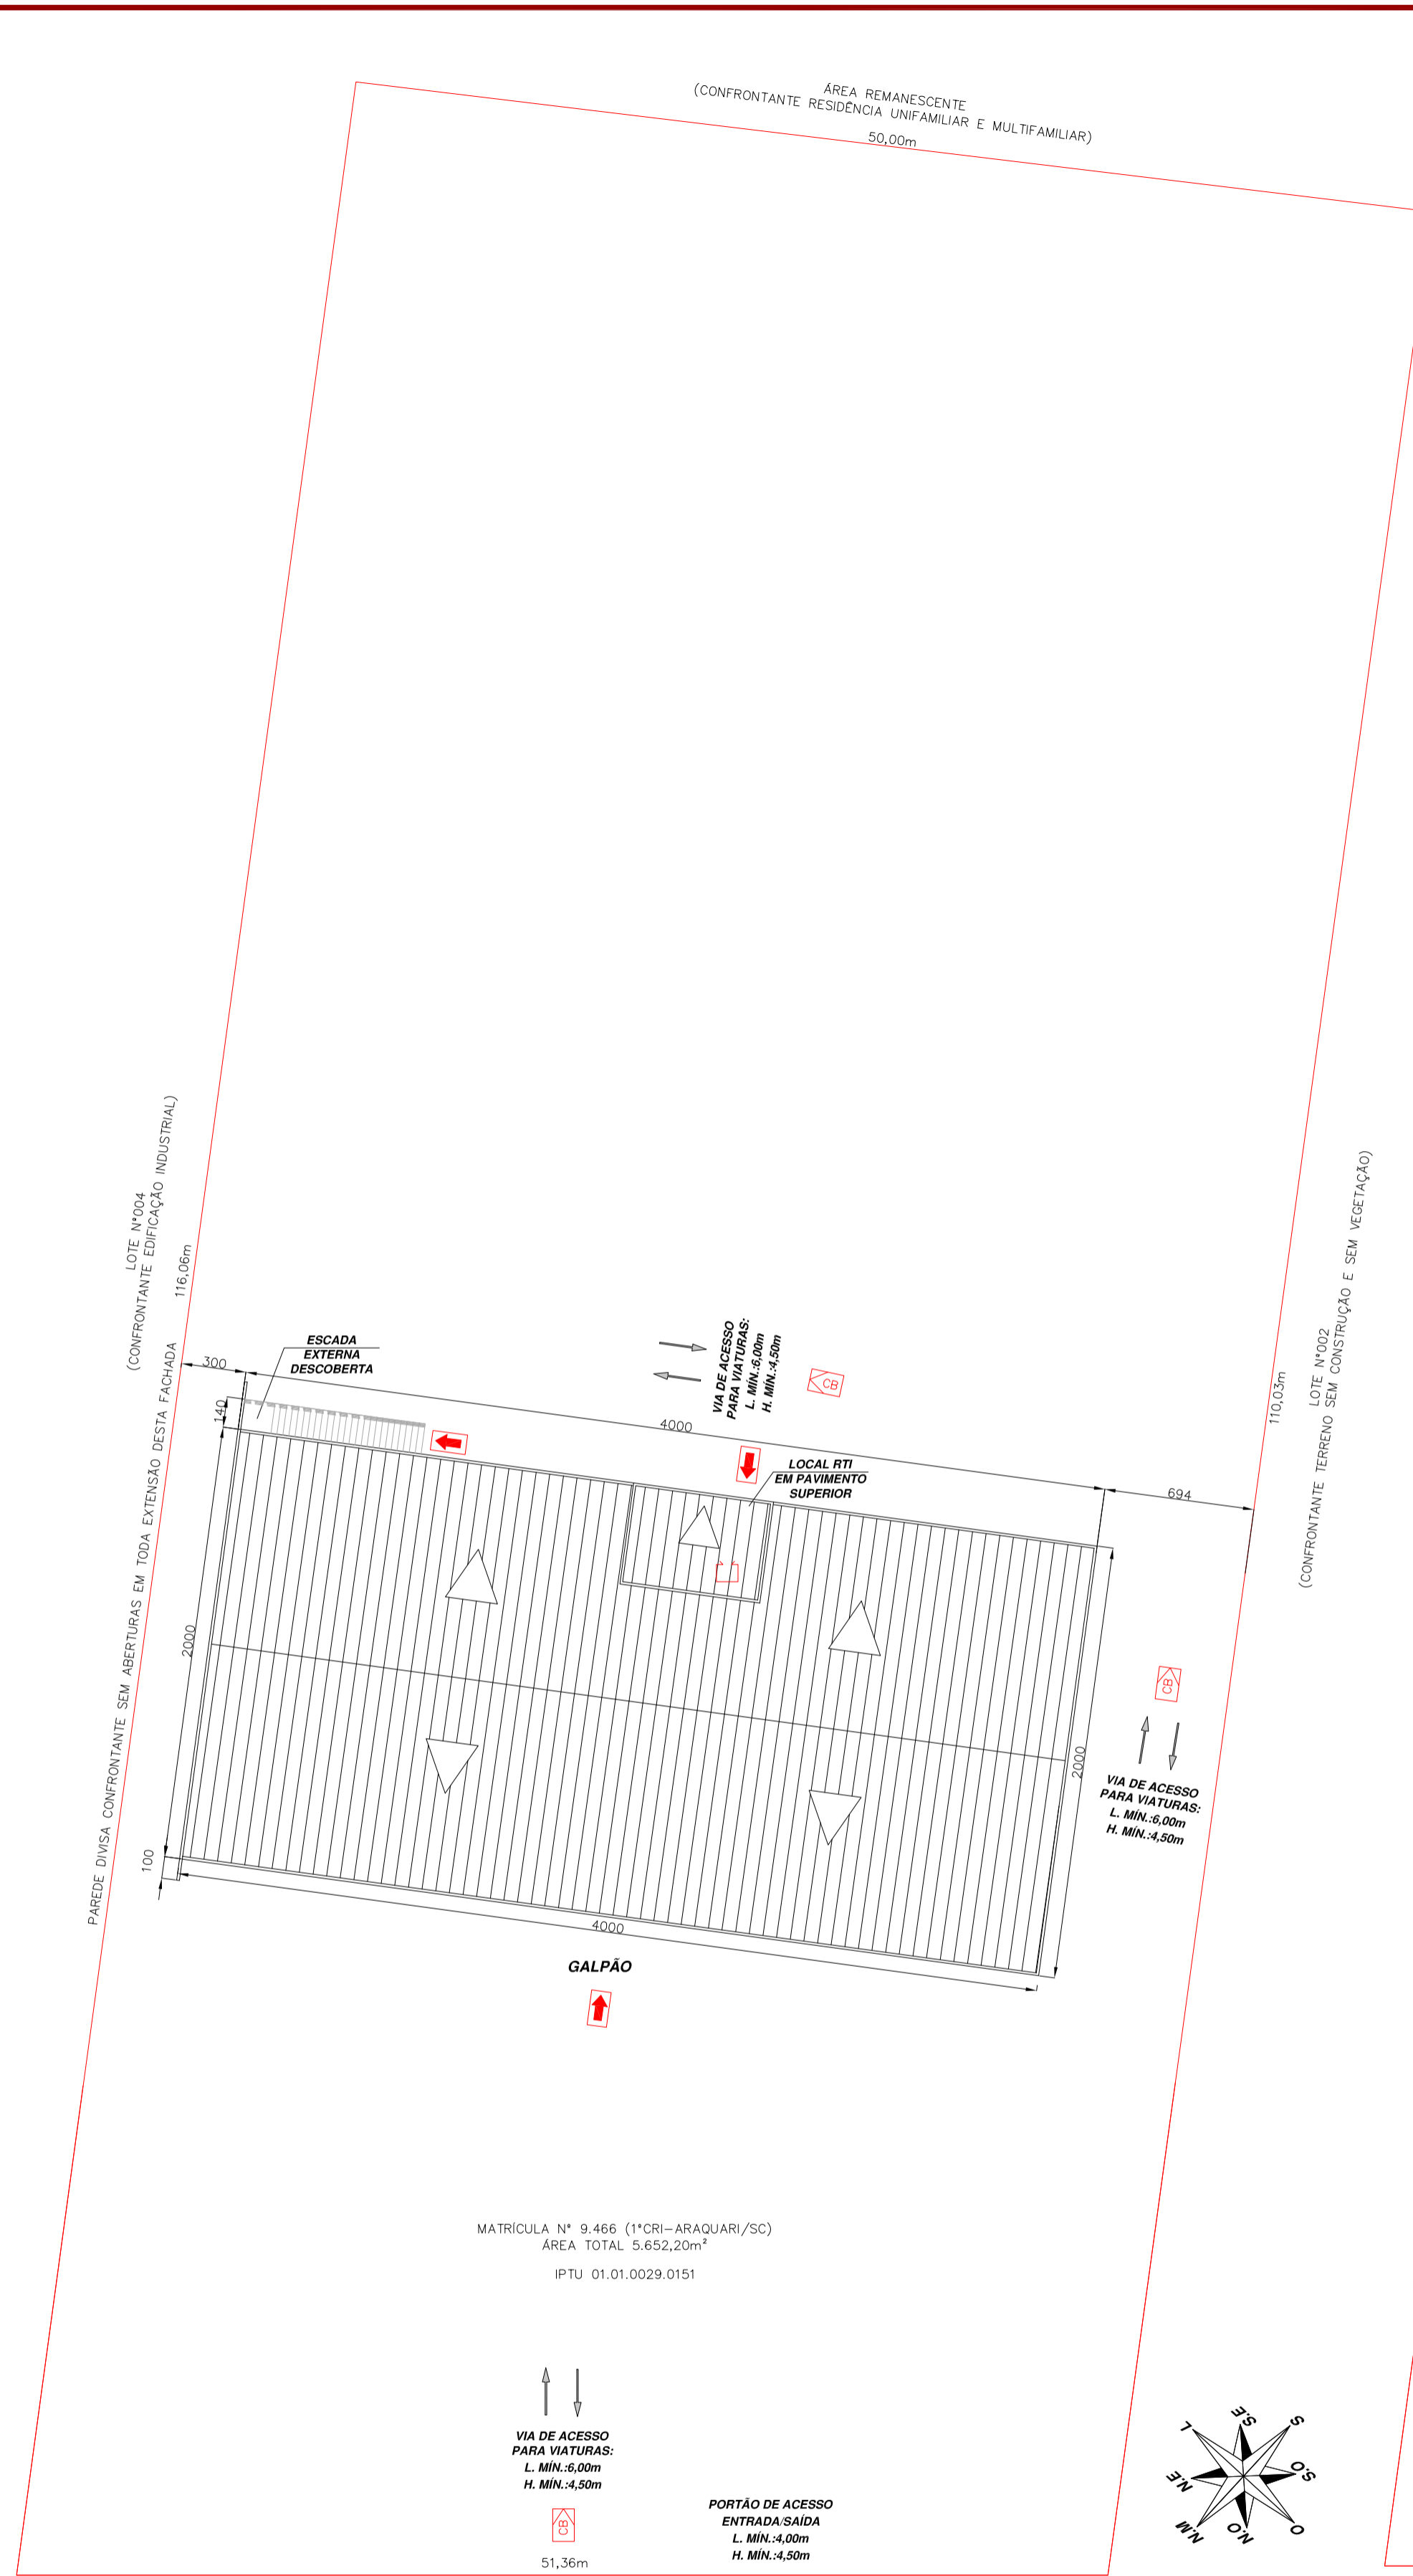 ÁREA REMANESCENTE
(CONFRONTANTE RESIDÊNCIA UNIFAMILIAR E MULTIFAMILIAR)
50,00m
LOTE N°004
(CONFRONTANTE EDIFICAÇÃO INDUSTRIAL)
116,06m
PAREDE DIVISA CONFRONTANTE SEM ABERTURAS EM TODA EXTENSÃO DESTA FACHADA
LOTE N°002
(CONFRONTANTE TERRENO SEM CONSTRUÇÃO E SEM VEGETAÇÃO)
110,03m
ESCADA
EXTERNA
DESCOBERTA
300
140
VIA DE ACESSO
PARA VIATURAS:
L. MÍN.:6,00m
H. MÍN.:4,50m
CB
4000
LOCAL RTI
EM PAVIMENTO
SUPERIOR
694
2000
2000
CB
VIA DE ACESSO
PARA VIATURAS:
L. MÍN.:6,00m
H. MÍN.:4,50m
100
4000
GALPÃO
MATRÍCULA N° 9.466 (1°CRI-ARAQUARI/SC)
ÁREA TOTAL 5.652,20m²
IPTU 01.01.0029.0151
VIA DE ACESSO
PARA VIATURAS:
L. MÍN.:6,00m
H. MÍN.:4,50m
CB
51,36m
PORTÃO DE ACESSO
ENTRADA/SAÍDA
L. MÍN.:4,00m
H. MÍN.:4,50m
S.E
S
L
S.O
N.E
O
N.M
N.O